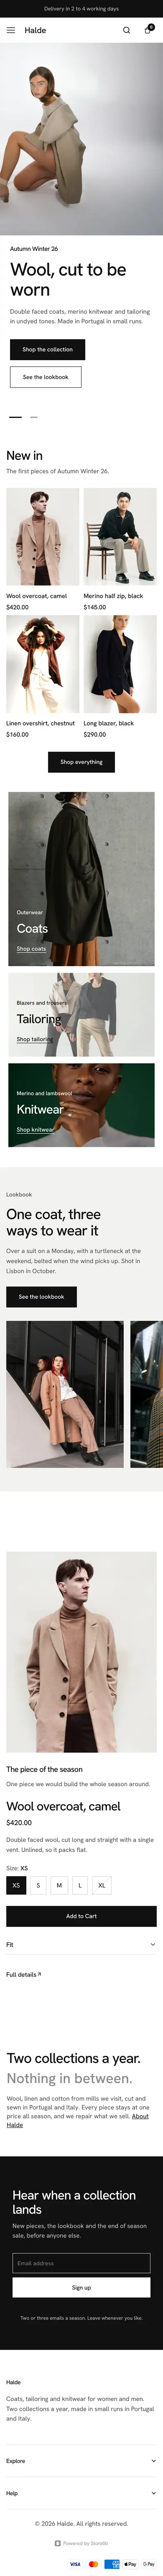 Delivery in 2 to 4 working days
Halde
0
Autumn Winter 26
Wool, cut to be
worn
Double faced coats, merino knitwear and tailoring
in undyed tones. Made in Portugal in small runs.
Shop the collection
See the lookbook
New in
The first pieces of Autumn Winter 26.
Wool overcoat, camel
$420.00
Merino half zip, black
$145.00
Linen overshirt, chestnut
$160.00
Long blazer, black
$290.00
Shop everything
Outerwear
Coats
Shop coats
Blazers and trousers
Tailoring
Shop tailoring
Merino and lambswool
Knitwear
Shop knitwear
Lookbook
One coat, three
ways to wear it
Over a suit on a Monday, with a turtleneck at the
weekend, belted when the wind picks up. Shot in
Lisbon in October.
See the lookbook
The piece of the season
One piece we would build the whole season around.
Wool overcoat, camel
$420.00
Double faced wool, cut long and straight with a single
vent. Unlined, so it packs flat.
Size: XS
XS S M L XL
Add to Cart
Fit
Full details
Two collections a year.
Nothing in between.
Wool, linen and cotton from mills we visit, cut and
sewn in Portugal and Italy. Every piece stays at one
price all season, and we repair what we sell. About
Halde
Hear when a collection
lands
New pieces, the lookbook and the end of season
sale, before anyone else.
Email address
Sign up
Two or three emails a season. Leave whenever you like.
Halde
Coats, tailoring and knitwear for women and men.
Two collections a year, made in small runs in Portugal
and Italy.
Explore
Help
© 2026 Halde. All rights reserved.
VISA
Pay
G Pay